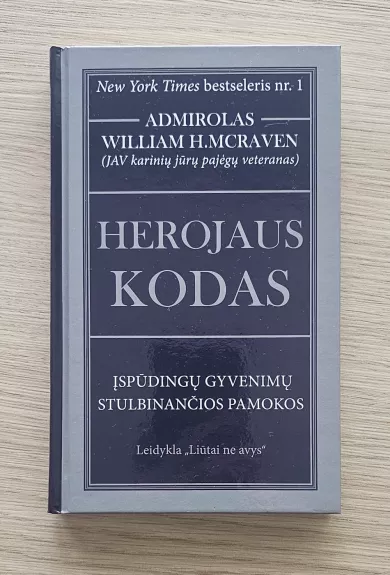 New York Times bestseleris nr. 1
ADMIROLAS
WILLIAM H.MCRAVEN
(JAV karinių jūrų pajėgų veteranas)
HEROJAUS
KODAS
ĮSPŪDINGŲ GYVENIMŲ
STULBINANČIOS PAMOKOS
Leidykla „Liūtai ne avys“